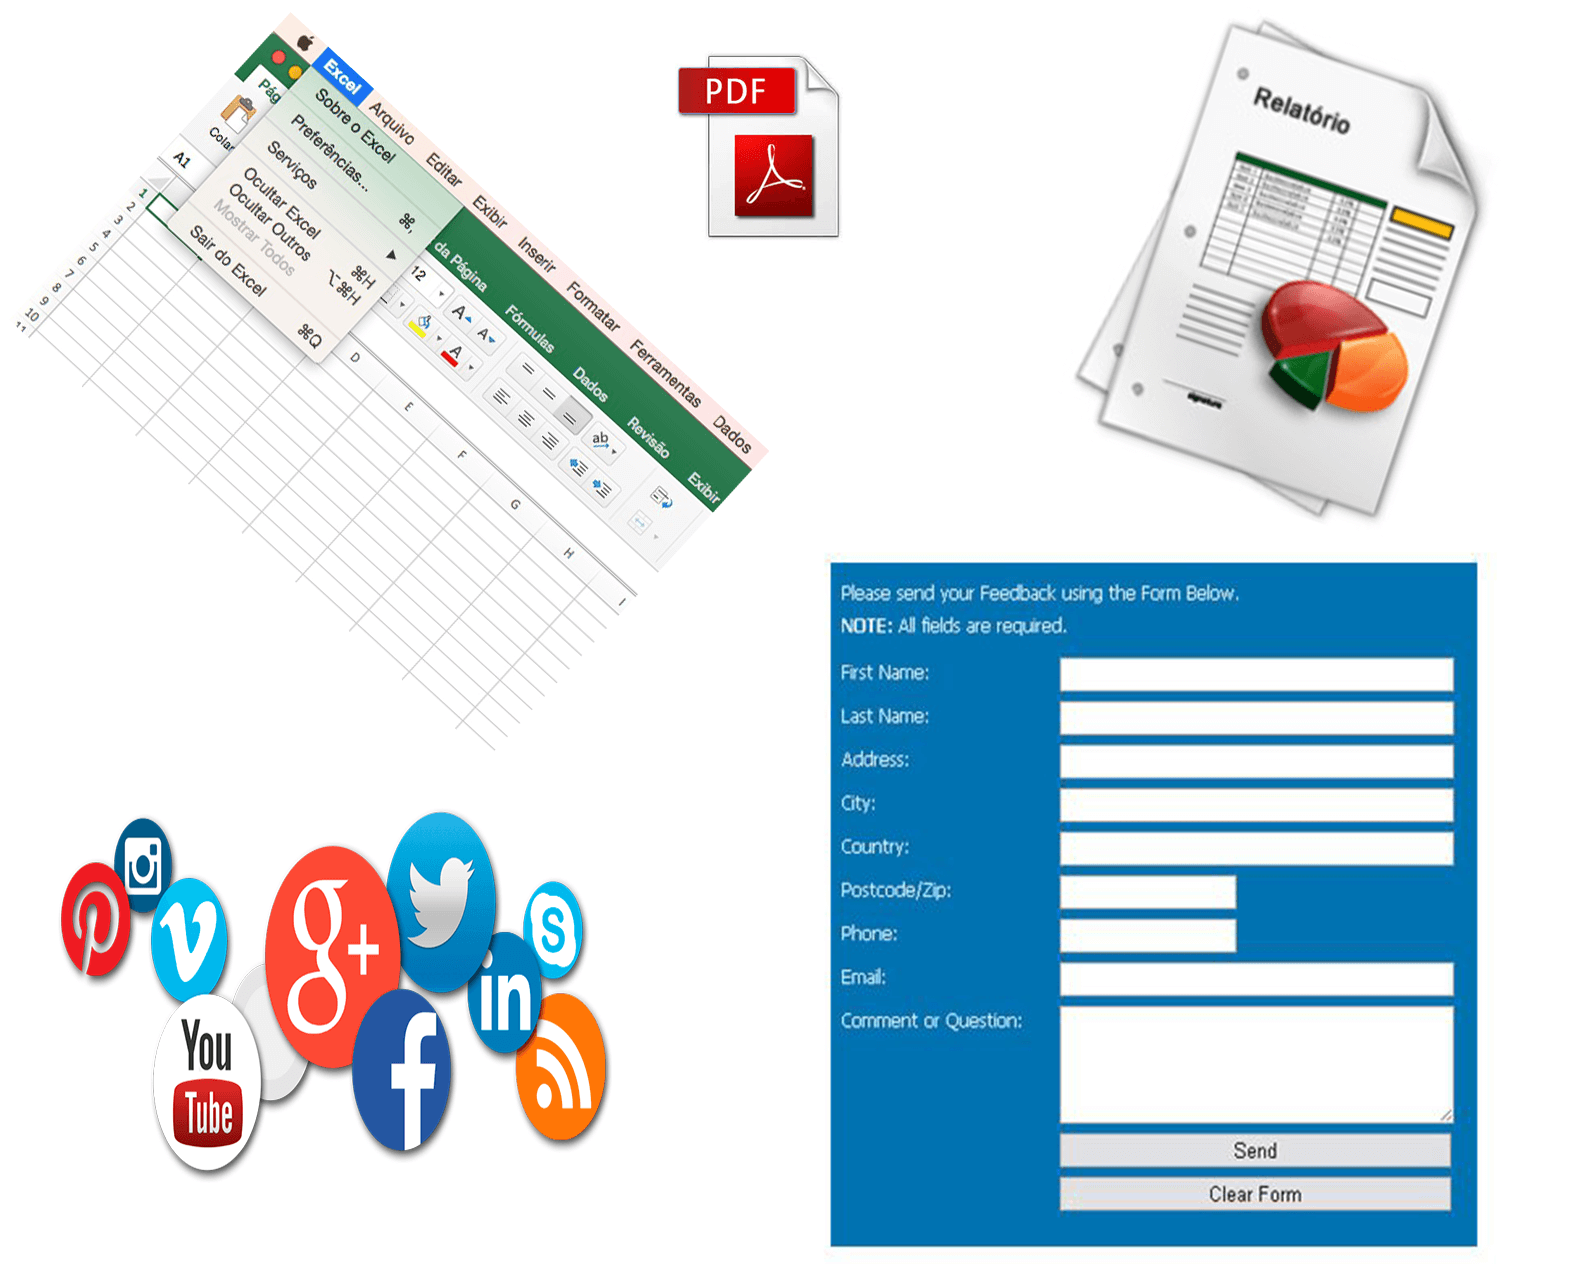 Excel Arquivo Editar Exibir Inserir Formatar Ferramentas Dados
Sobre o Excel
Preferências... ⌘,
Serviços ▶
Ocultar Excel ⌘H
Ocultar Outros ⌥⌘H
Mostrar Todos
Sair do Excel ⌘Q
Pág
da Página Fórmulas Dados Revisão Exibir
Colar
12
A A
A
ab
A1
D E F G H I
1
2
3
4
5
6
7
8
9
10
11
PDF
Relatório
signature
You
Tube
g+
in
f
S
Please send your Feedback using the Form Below.
NOTE: All fields are required.
First Name:
Last Name:
Address:
City:
Country:
Postcode/Zip:
Phone:
Email:
Comment or Question:
Send
Clear Form